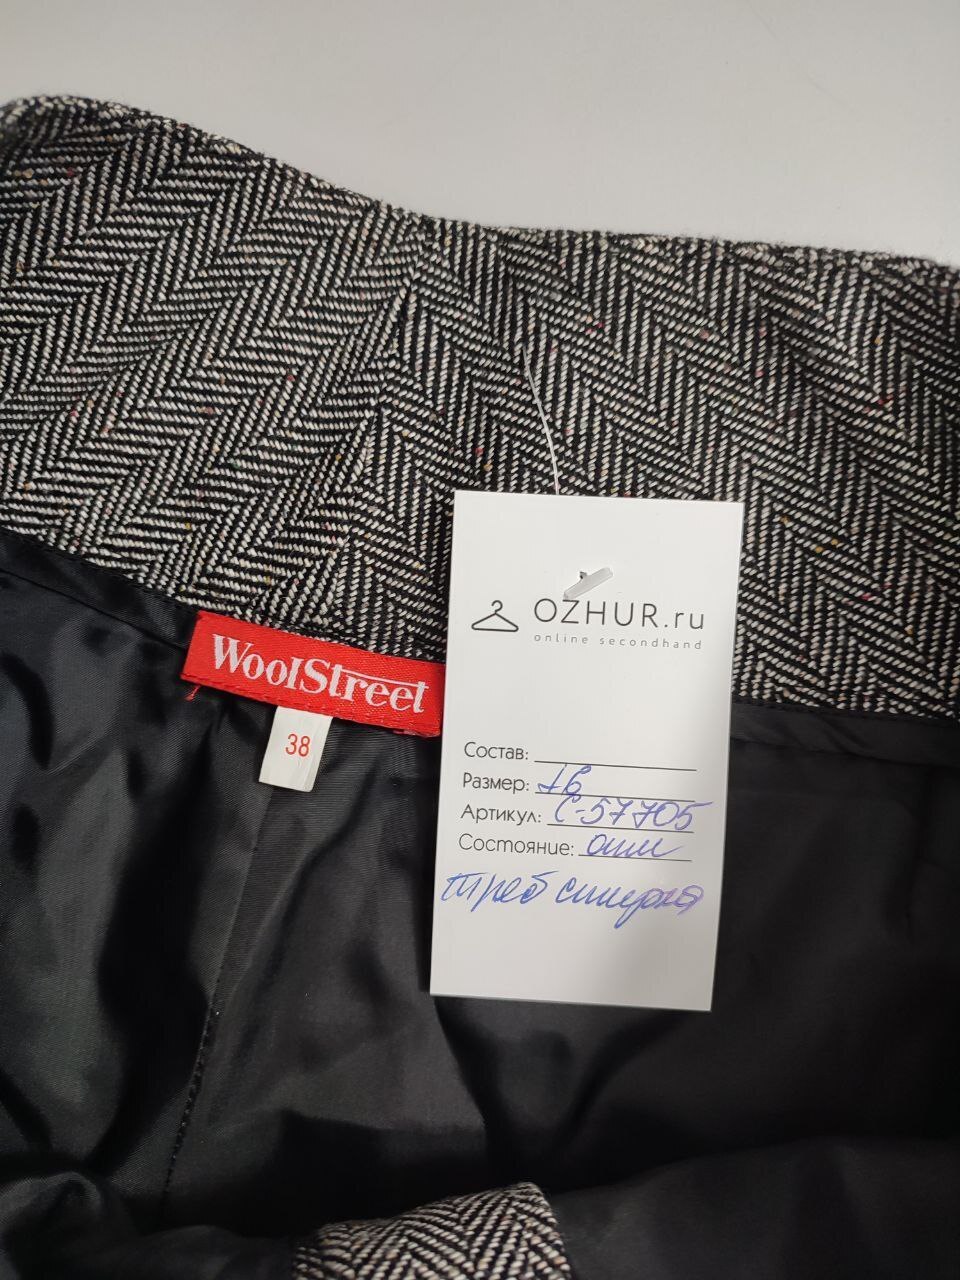 OZHUR.ru
online secondhand
WoolStreet
38
Состав:
Размер: 46
Артикул: С-57705
Состояние: отл
треб стирка